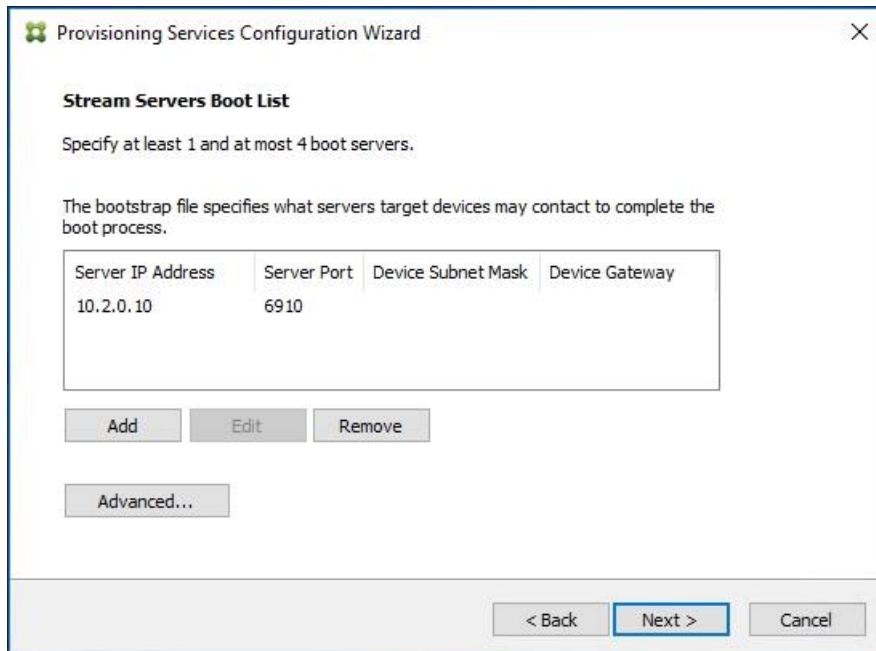 Provisioning Services Configuration Wizard
Stream Servers Boot List
Specify at least 1 and at most 4 boot servers.
The bootstrap file specifies what servers target devices may contact to complete the
boot process.
Server IP Address Server Port Device Subnet Mask Device Gateway
10.2.0.10 6910
Add Edit Remove
Advanced...
< Back Next > Cancel